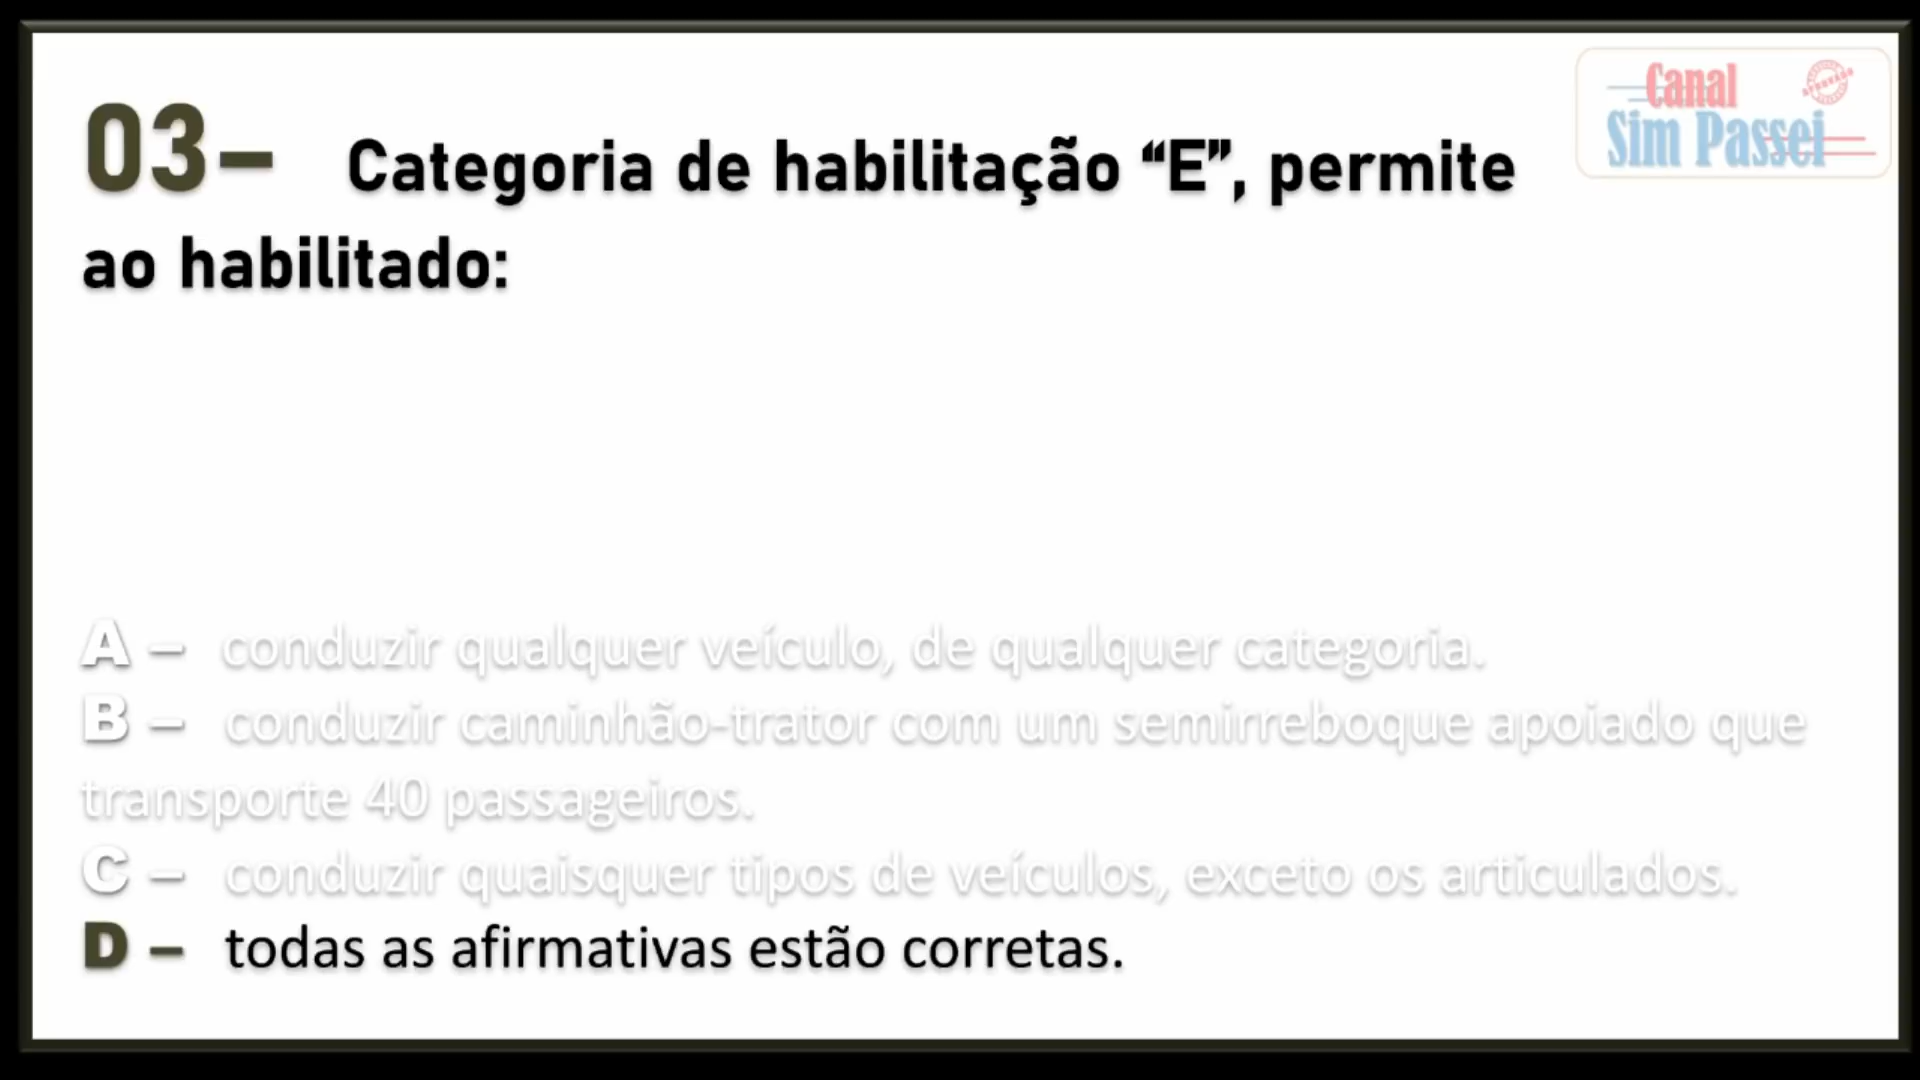 Canal
Sim Passei
APROVADO
03– Categoria de habilitação “E”, permite
ao habilitado:
A – conduzir qualquer veículo, de qualquer categoria.
B – conduzir caminhão-trator com um semirreboque apoiado que
transporte 40 passageiros.
C – conduzir quaisquer tipos de veículos, exceto os articulados.
D – todas as afirmativas estão corretas.